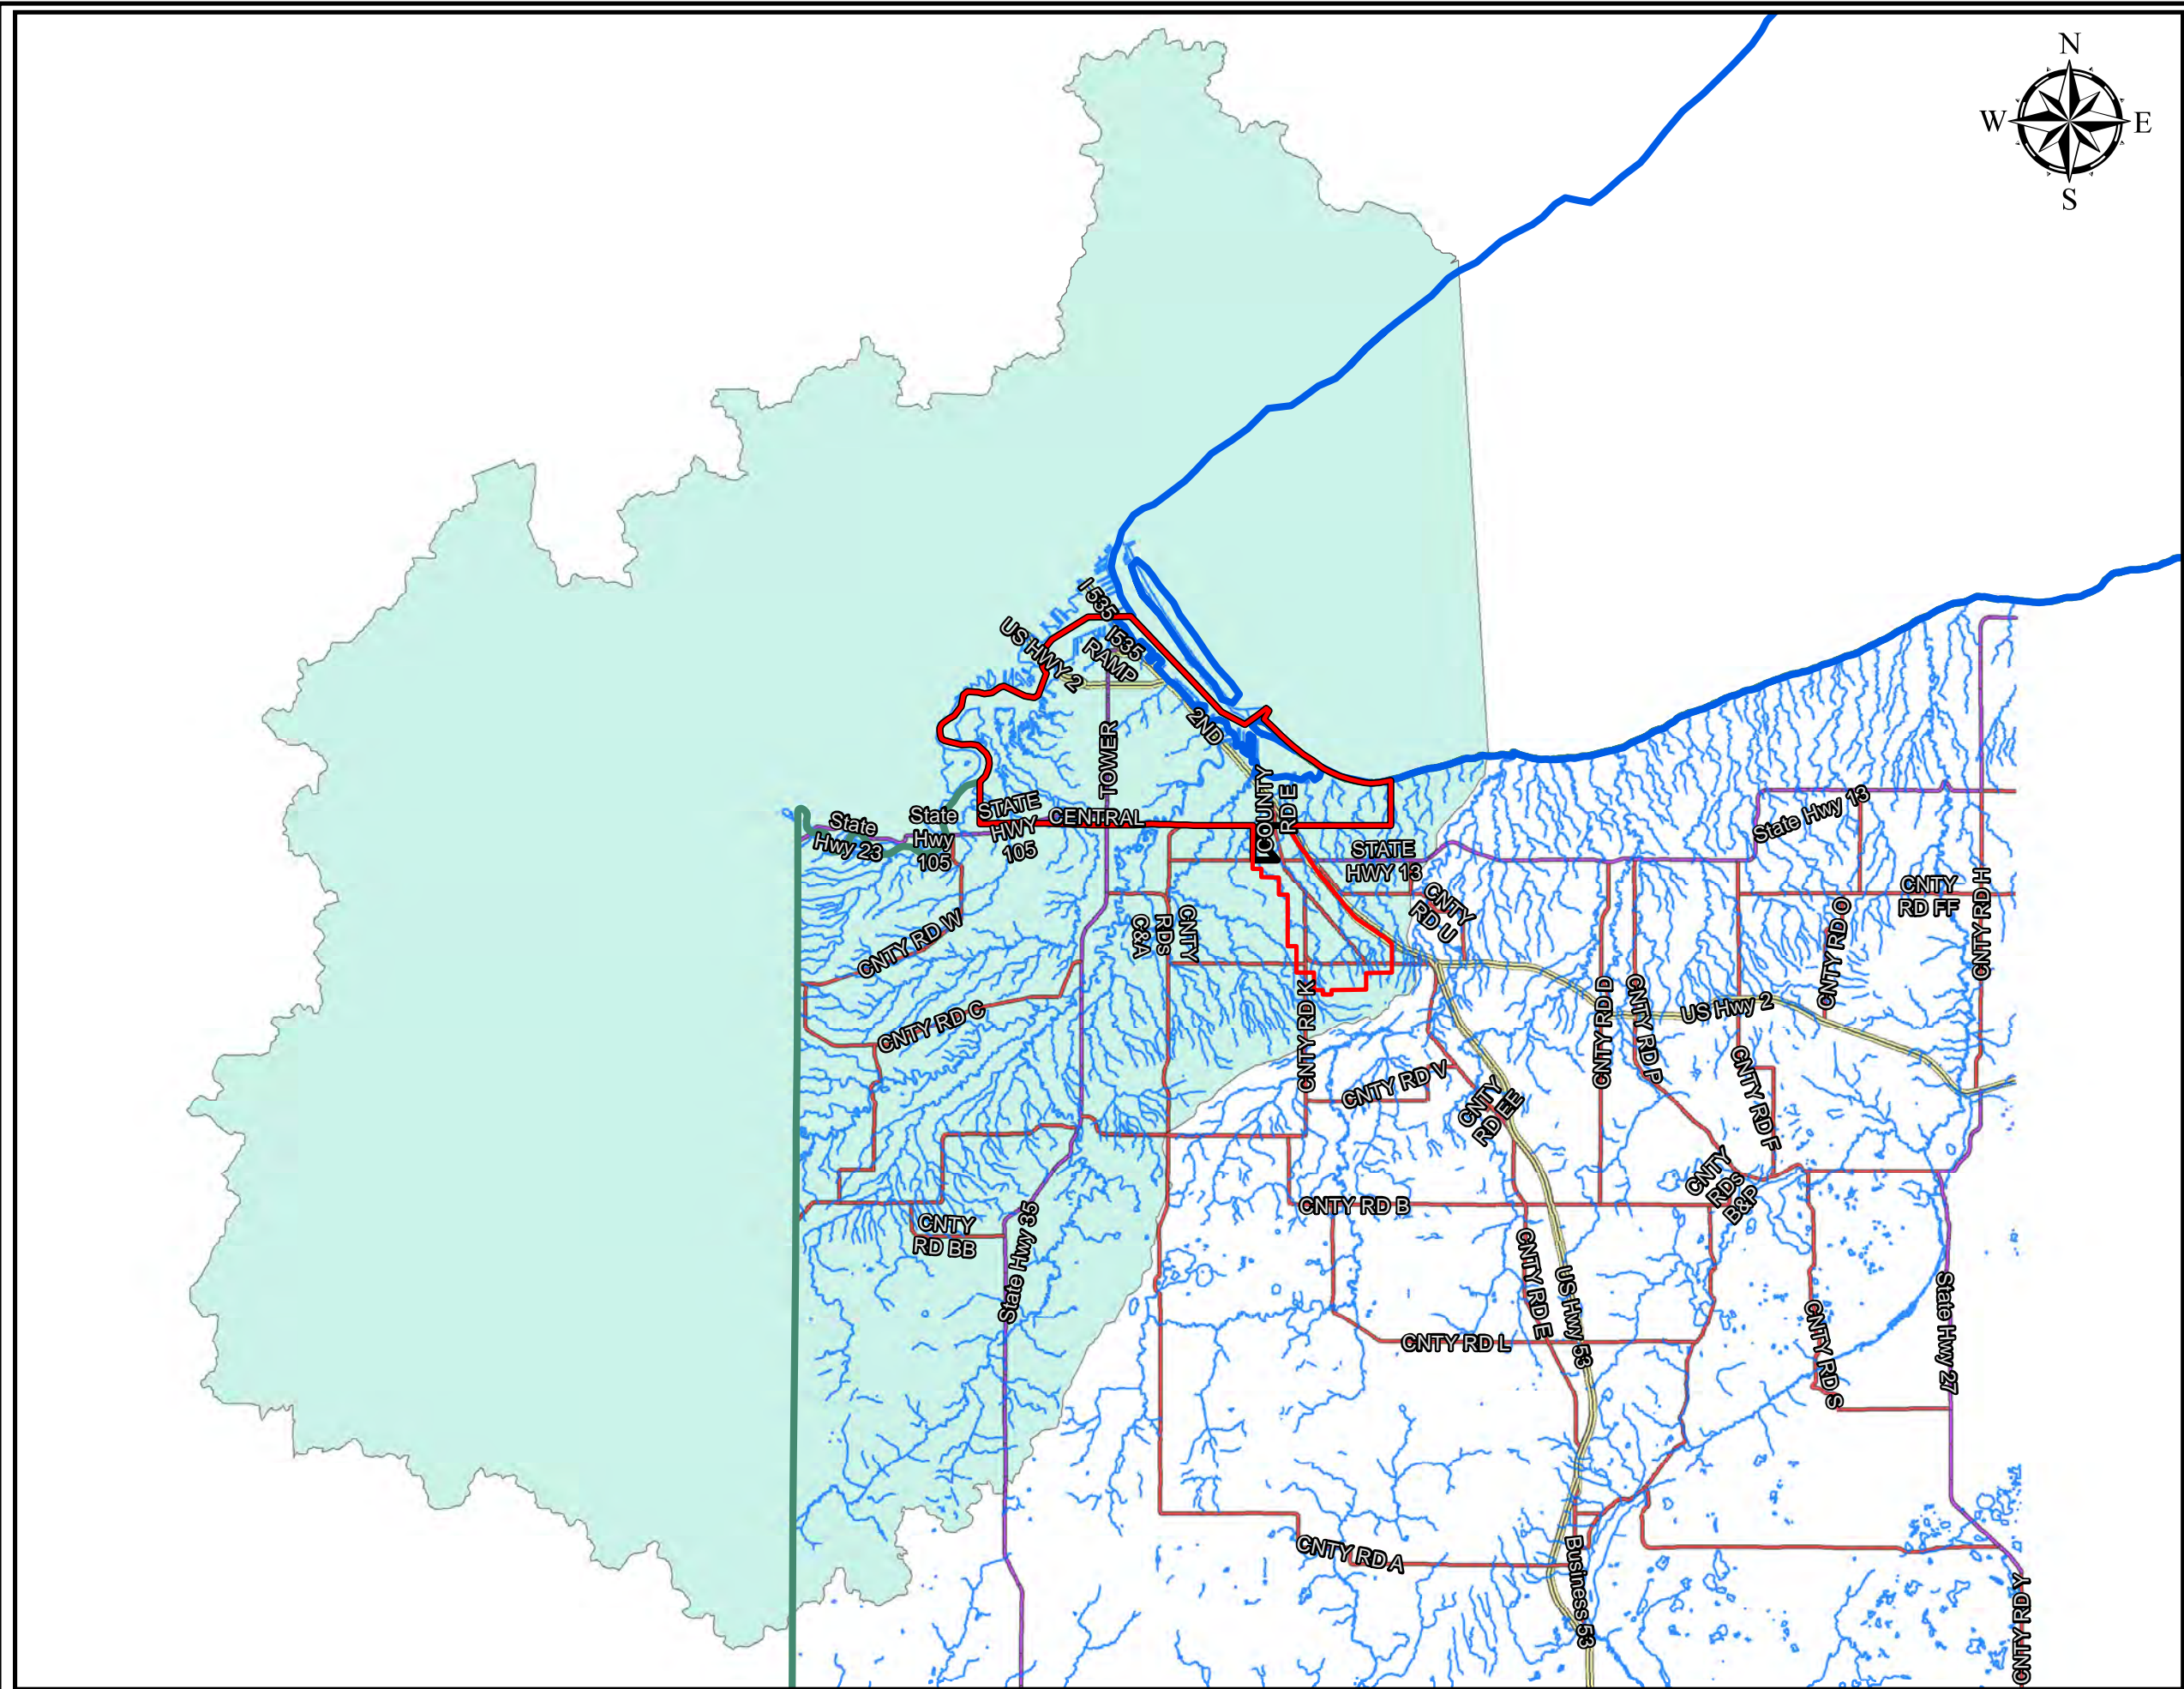 N
W
E
S
I-535
I535
RAMP
US HWY 2
2ND
TOWER
COUNTY
RD E
State
Hwy 23
State
Hwy
105
STATE
HWY
105
CENTRAL
STATE
HWY 13
State Hwy 13
CNTY
RD U
CNTY
RD FF
CNTY RD H
CNTY RD O
CNTY RD W
CNTY
RDs
C&A
CNTY RD C
CNTY RD K
CNTY RD D
CNTY RD P
US Hwy 2
CNTY RD V
CNTY
RD EE
CNTY RD F
CNTY
RDs
B&P
CNTY RD B
CNTY
RD BB
State Hwy 35
CNTY RD E
US Hwy 53
CNTY RD L
CNTY RD S
State Hwy 27
CNTY RD A
Business 53
CNTY RD Y